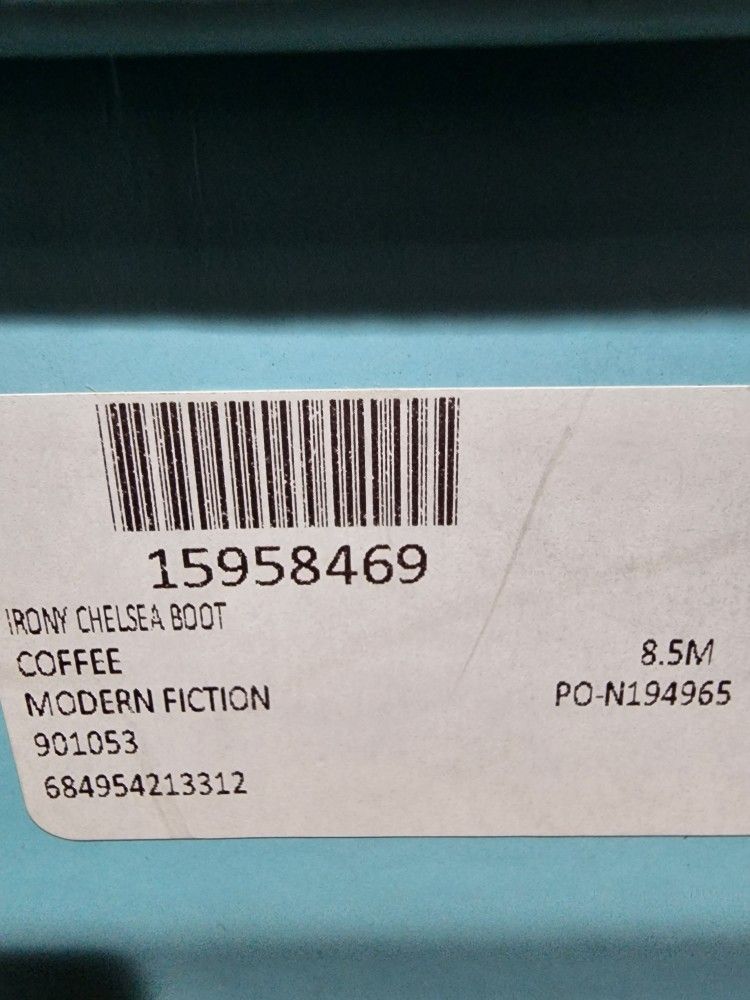 15958469
IRONY CHELSEA BOOT
COFFEE
8.5M
MODERN FICTION
PO-N194965
901053
684954213312